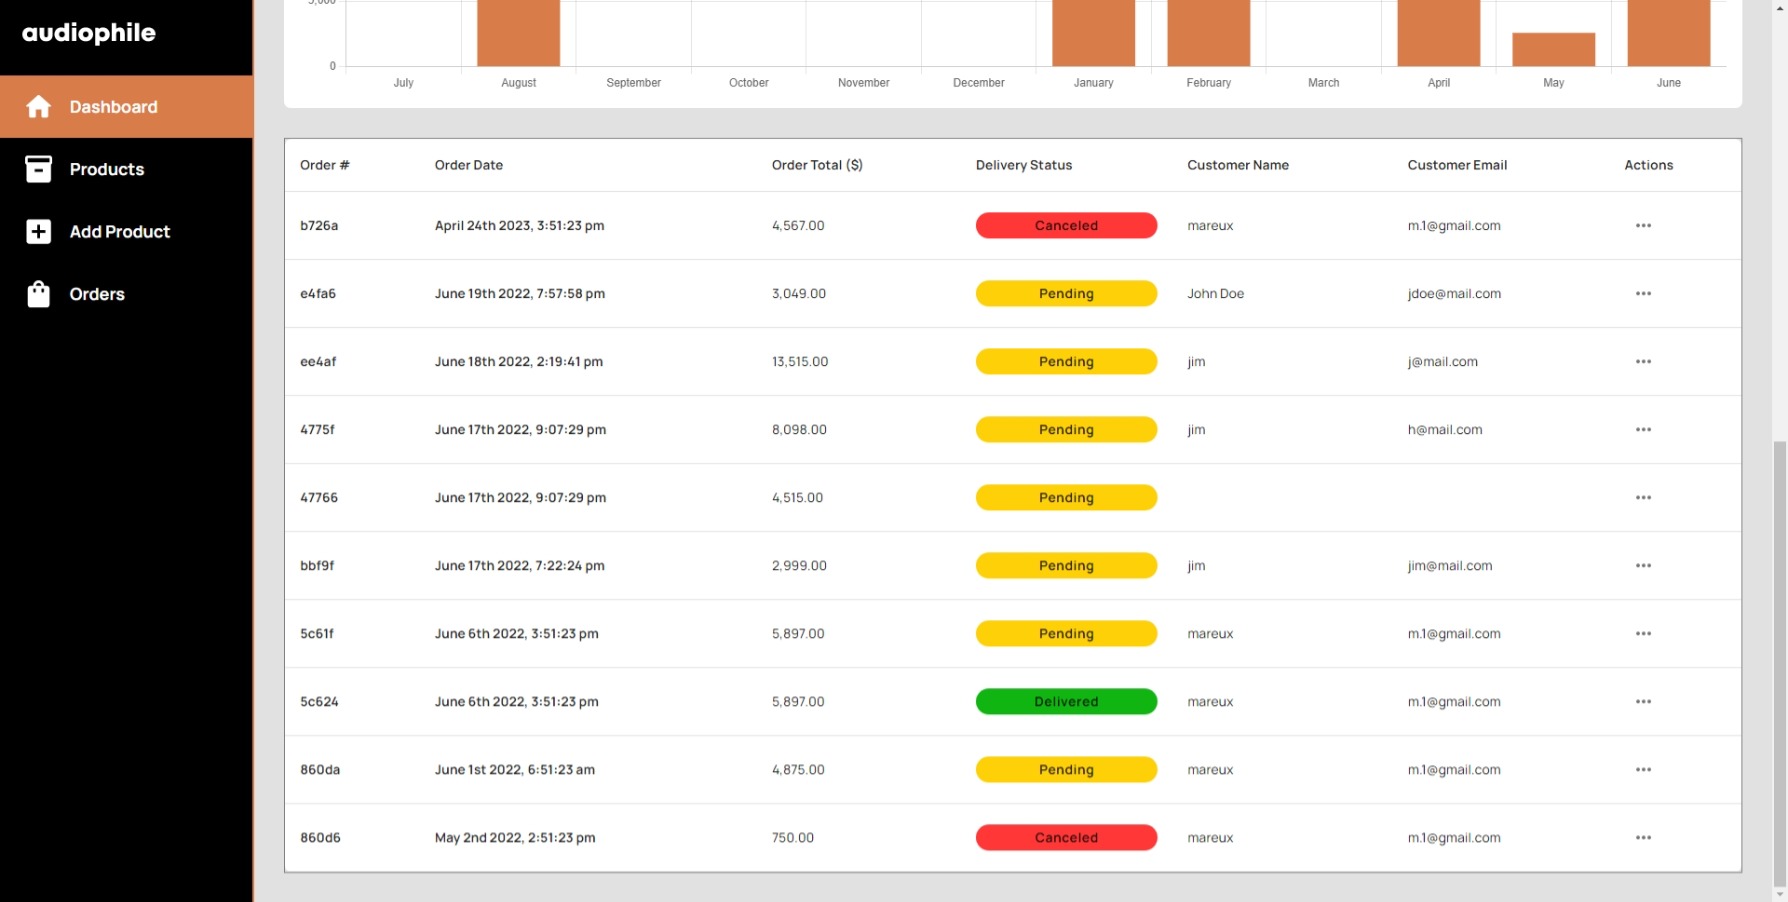 audiophile
Dashboard
Products
Add Product
Orders
0
July August September October November December January February March April May June
Order # Order Date Order Total ($) Delivery Status Customer Name Customer Email Actions
b726a April 24th 2023, 3:51:23 pm 4,567.00 Canceled mareux m.1@gmail.com
e4fa6 June 19th 2022, 7:57:58 pm 3,049.00 Pending John Doe jdoe@mail.com
ee4af June 18th 2022, 2:19:41 pm 13,515.00 Pending jim j@mail.com
4775f June 17th 2022, 9:07:29 pm 8,098.00 Pending jim h@mail.com
47766 June 17th 2022, 9:07:29 pm 4,515.00 Pending
bbf9f June 17th 2022, 7:22:24 pm 2,999.00 Pending jim jim@mail.com
5c61f June 6th 2022, 3:51:23 pm 5,897.00 Pending mareux m.1@gmail.com
5c624 June 6th 2022, 3:51:23 pm 5,897.00 Delivered mareux m.1@gmail.com
860da June 1st 2022, 6:51:23 am 4,875.00 Pending mareux m.1@gmail.com
860d6 May 2nd 2022, 2:51:23 pm 750.00 Canceled mareux m.1@gmail.com